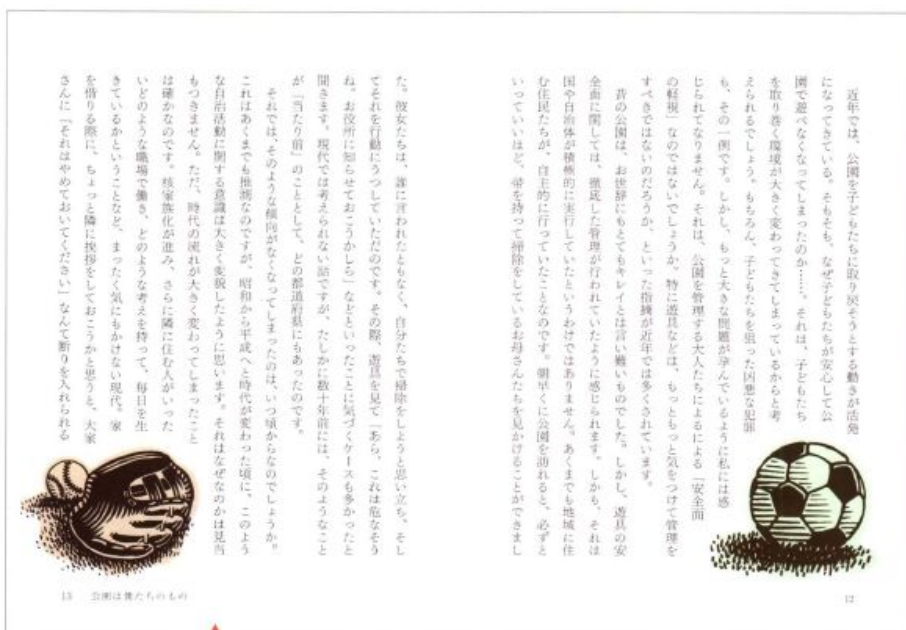 近年では、公園を子どもたちに取り戻そうとする動きが活発
になってきている。そもそも、なぜ子どもたちが安心して公
園で遊べなくなってしまったのか……。それは、子どもたち
を取り巻く環境が大きく変わってきてしまっているからと考
えられるでしょう。もちろん、子どもたちを狙った凶悪な犯罪
も、その一例です。しかし、もっと大きな問題が孕んでいるように私には感
じられてなりません。それは、公園を管理する大人たちによるによる「安全面
の軽視」なのではないでしょうか。特に遊具などは、もっともっと気をつけて管理を
すべきではないのだろうか、といった指摘が近年では多くされています。
昔の公園は、お世辞にもとてもキレイとは言い難いものでした。しかし、遊具の安
全面に関しては、徹底した管理が行われていたように感じられます。しかも、それは
国や自治体が積極的に実行していたというわけではありません。あくまでも地域に住
む住民たちが、自主的に行っていたことなのです。朝早くに公園を訪れると、必ずと
いっていいほど、箒を持って掃除をしているお母さんたちを見かけることができまし
た。彼女たちは、誰に言われたともなく、自分たちで掃除をしようと思い立ち、そし
てそれを行動にうつしていただのです。その際、遊具を見て「あら、これは危なそう
ね。お役所に知らせておこうかしら」などといったことに気づくケースも多かったと
聞きます。現代では考えられない話ですが、たしかに数十年前には、そのようなこと
が「当たり前」のこととして、どの都道府県にもあったのです。
それでは、そのような傾向がなくなってしまったのは、いつ頃からなのでしょうか。
これはあくまでも推測なのですが、昭和から平成へと時代が変わった頃に、このよう
な自治活動に関する意識は大きく変貌したように思います。それはなぜなのかは見当
もつきません。ただ、時代の流れが大きく変わってしまったこと
は確かなのです。核家族化が進み、さらに隣に住む人がいった
いどのような職場で働き、どのような考えを持って、毎日を生
きているかということなど、まったく気にもかけない現代。家
を借りる際に、ちょっと隣に挨拶をしておこうかと思うと、大家
さんに「それはやめておいてください」なんて断りを入れられる
12
13 公園は僕たちのもの